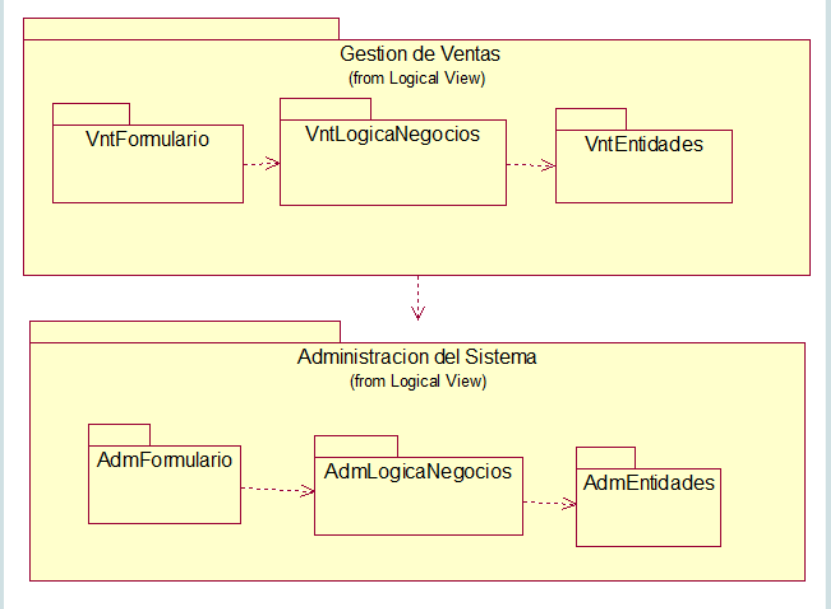 Gestion de Ventas
(from Logical View)
VntFormulario
VntLogicaNegocios
VntEntidades
Administracion del Sistema
(from Logical View)
AdmFormulario
AdmLogicaNegocios
AdmEntidades